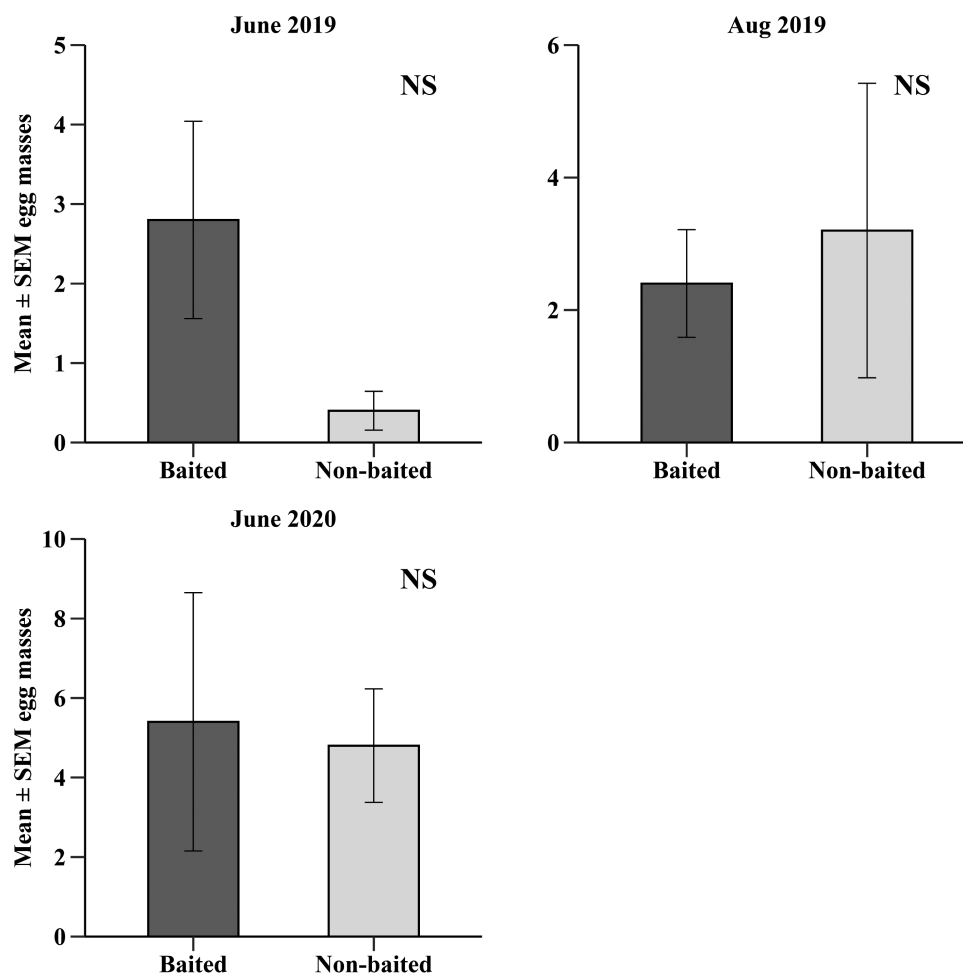 June 2019
Mean ± SEM egg masses
5
4
3
2
1
0
NS
Baited
Non-baited
Aug 2019
6
4
2
0
NS
Baited
Non-baited
June 2020
Mean ± SEM egg masses
10
8
6
4
2
0
NS
Baited
Non-baited